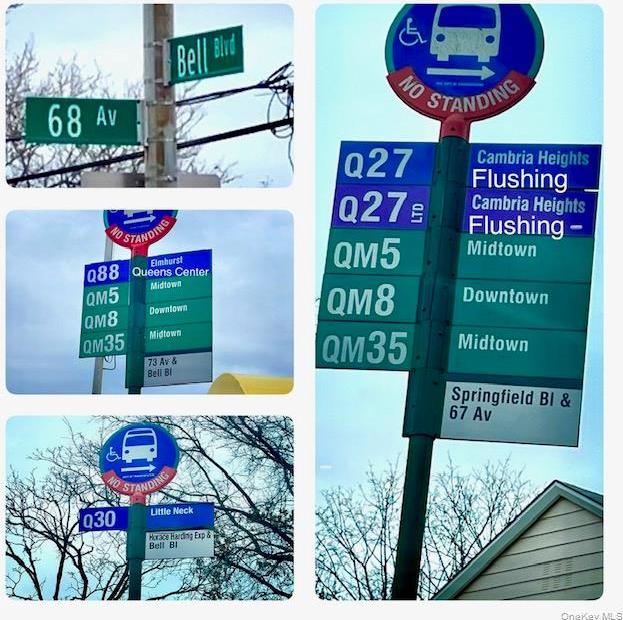 68 Av
Bell Blvd
NO STANDING
Q88 Elmhurst
Queens Center
QM5 Midtown
QM8 Downtown
QM35 Midtown
73 Av &
Bell Bl
NO STANDING
Q30 Little Neck
Horace Harding Exp &
Bell Bl
NO STANDING
Q27 Cambria Heights
Flushing
Q27 LTD Cambria Heights
Flushing -
QM5 Midtown
QM8 Downtown
QM35 Midtown
Springfield Bl &
67 Av
OneKey MLS